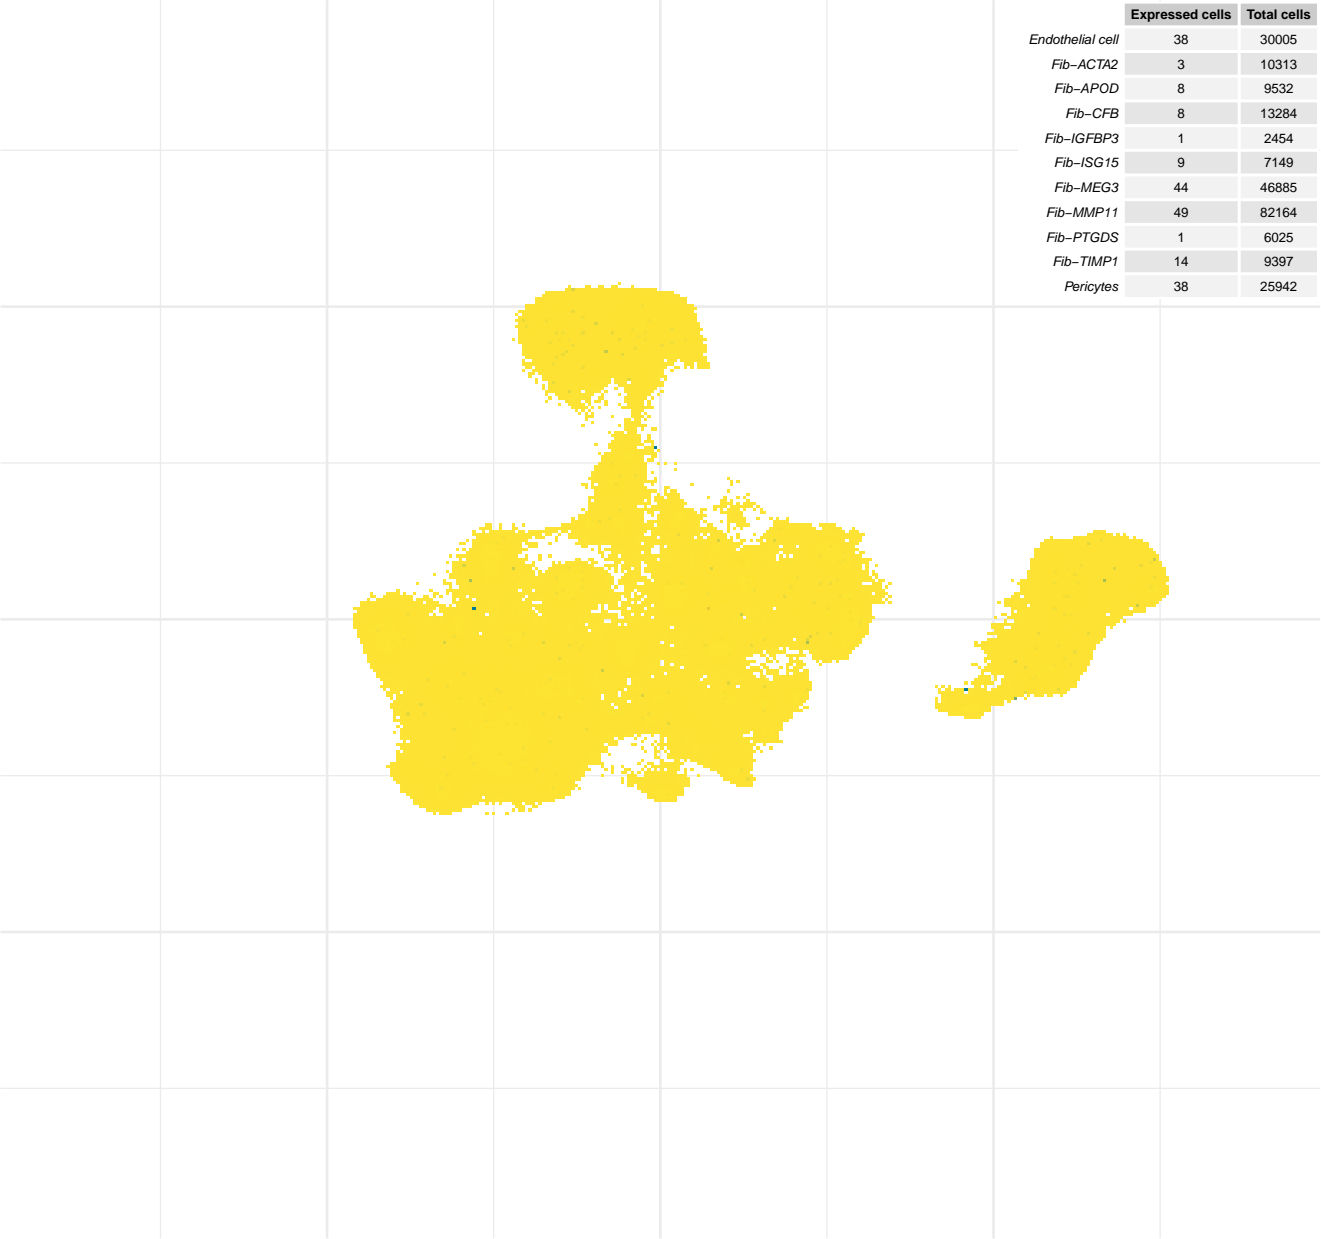 Expressed cells Total cells
Endothelial cell 38 30005
Fib−ACTA2 3 10313
Fib−APOD 8 9532
Fib−CFB 8 13284
Fib−IGFBP3 1 2454
Fib−ISG15 9 7149
Fib−MEG3 44 46885
Fib−MMP11 49 82164
Fib−PTGDS 1 6025
Fib−TIMP1 14 9397
Pericytes 38 25942